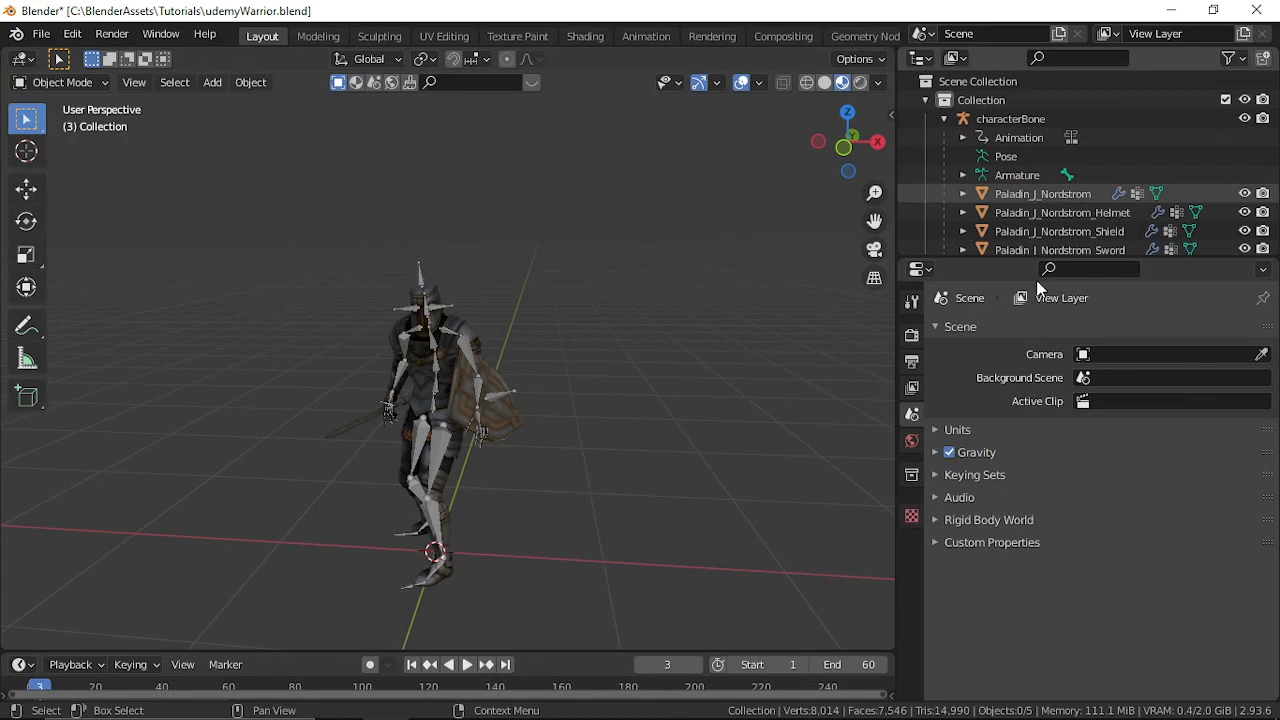 Blender* [C:\BlenderAssets\Tutorials\udemyWarrior.blend]
File Edit Render Window Help Layout Modeling Sculpting UV Editing Texture Paint Shading Animation Rendering Compositing Geometry Nod Scene View Layer
Global Options
Object Mode View Select Add Object
User Perspective
(3) Collection
Z
Y
X
Scene Collection
Collection
characterBone
Animation
Pose
Armature
Paladin_J_Nordstrom
Paladin_J_Nordstrom_Helmet
Paladin_J_Nordstrom_Shield
Paladin_J_Nordstrom_Sword
Scene View Layer
Scene
Camera
Background Scene
Active Clip
Units
Gravity
Keying Sets
Audio
Rigid Body World
Custom Properties
Playback Keying View Marker 3 Start 1 End 60
3 20 40 60 80 100 120 140 160 180 200 220 240
Select Box Select Pan View Context Menu Collection | Verts:8,014 | Faces:7,546 | Tris:14,990 | Objects:0/5 | Memory: 111.1 MiB | VRAM: 0.4/2.0 GiB | 2.93.6